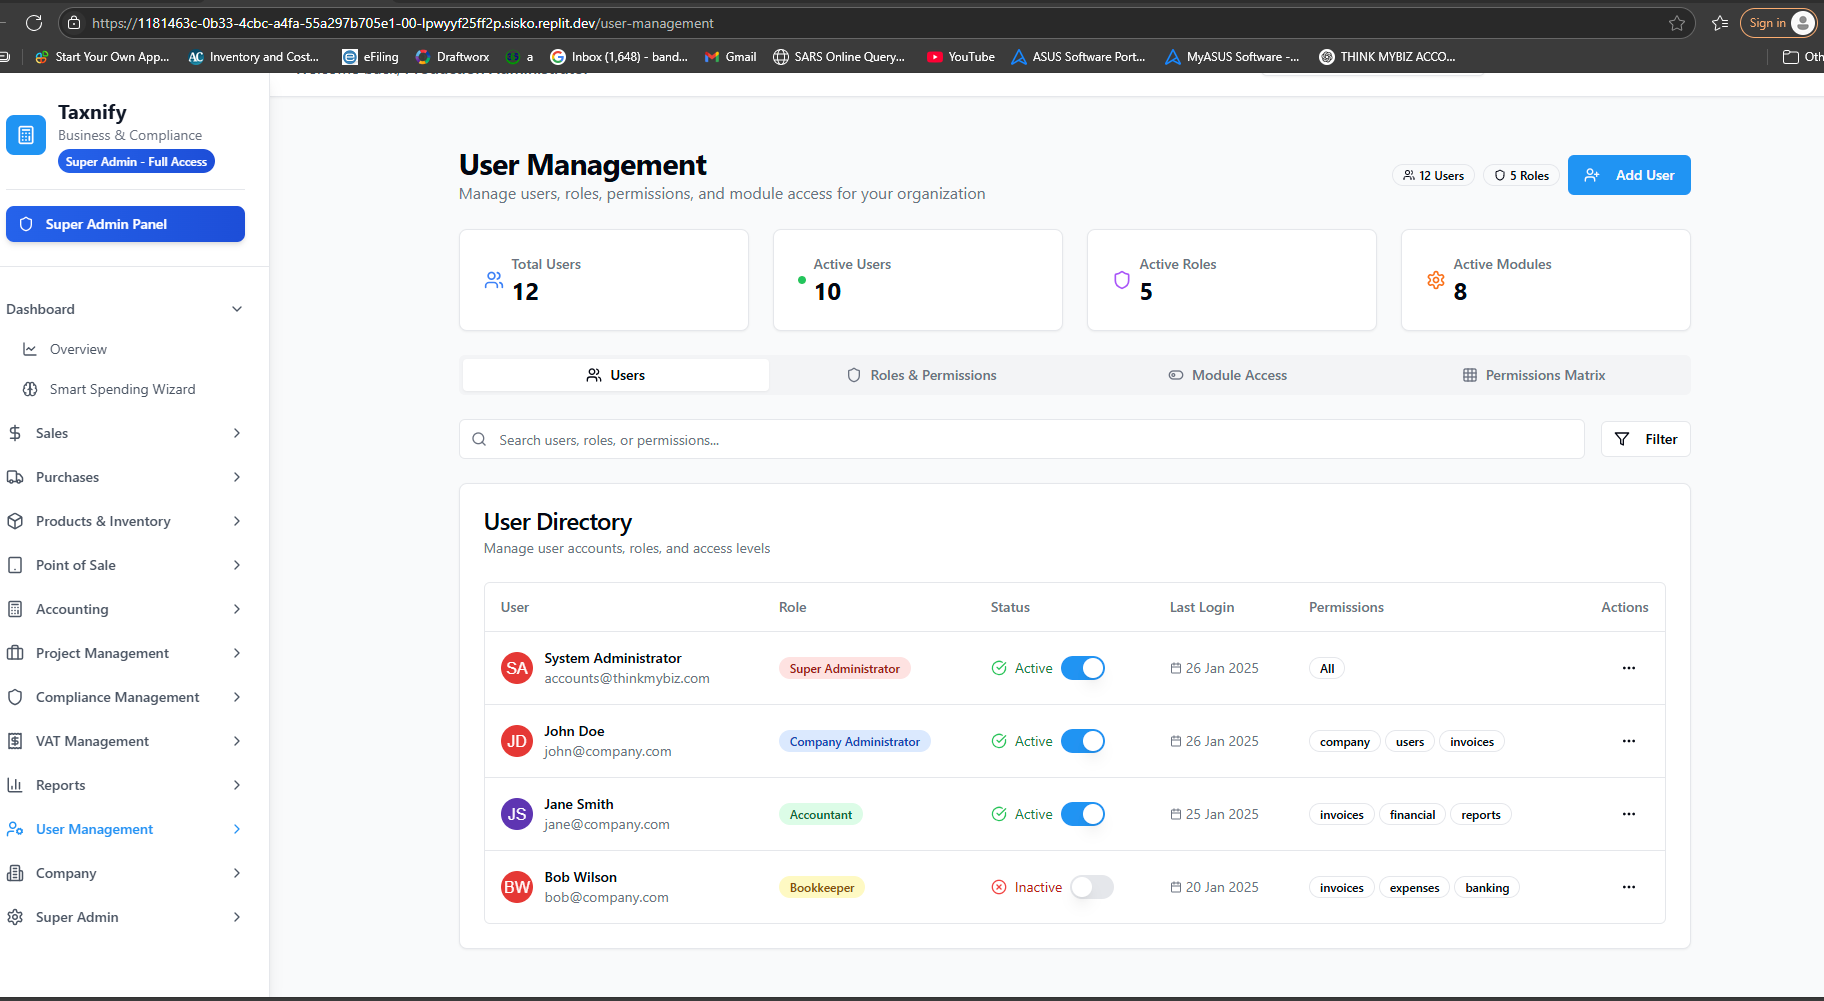 https://1181463c-0b33-4cbc-a4fa-55a297b705e1-00-lpwyyf25ff2p.sisko.replit.dev/user-management
Sign in
Start Your Own App...
AC Inventory and Cost...
eFiling
Draftworx
a
Inbox (1,648) - band...
Gmail
SARS Online Query...
YouTube
ASUS Software Port...
MyASUS Software -...
THINK MYBIZ ACCO...
Oth
Taxnify
Business & Compliance
Super Admin - Full Access
Super Admin Panel
Dashboard
Overview
Smart Spending Wizard
Sales
Purchases
Products & Inventory
Point of Sale
Accounting
Project Management
Compliance Management
VAT Management
Reports
User Management
Company
Super Admin
User Management
Manage users, roles, permissions, and module access for your organization
12 Users
5 Roles
Add User
Total Users
12
Active Users
10
Active Roles
5
Active Modules
8
Users
Roles & Permissions
Module Access
Permissions Matrix
Search users, roles, or permissions...
Filter
User Directory
Manage user accounts, roles, and access levels
User Role Status Last Login Permissions Actions
SA System Administrator
accounts@thinkmybiz.com
Super Administrator
Active
26 Jan 2025
All
JD John Doe
john@company.com
Company Administrator
Active
26 Jan 2025
company users invoices
JS Jane Smith
jane@company.com
Accountant
Active
25 Jan 2025
invoices financial reports
BW Bob Wilson
bob@company.com
Bookkeeper
Inactive
20 Jan 2025
invoices expenses banking